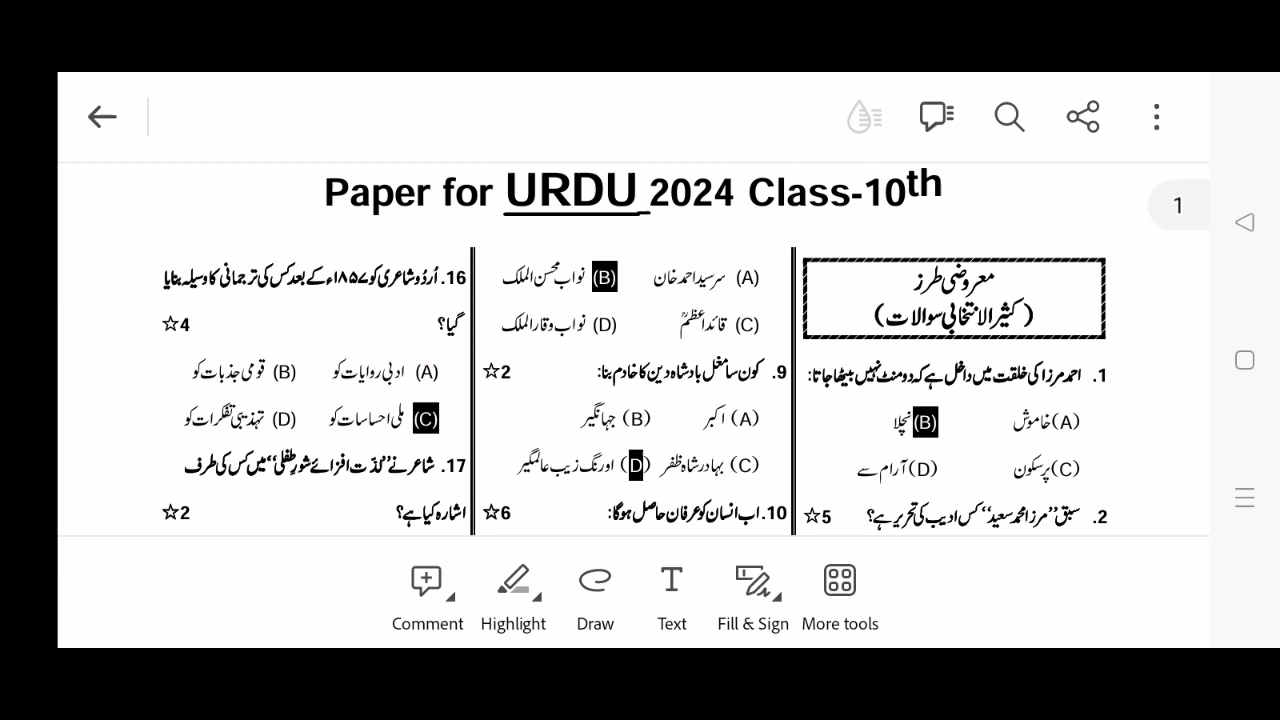 1
Paper for URDU 2024 Class-10th
معروضی طرز
(کثیر الانتخابی سوالات)
1. احمد مرزا کی خلقت میں داخل ہے کہ دو منٹ نہیں بیٹھا جاتا:
(A) خاموش (B) نچلا
(C) پرسکون (D) آرام سے
2. سبق ’’مرزا محمد سعید‘‘ کس ادیب کی تحریر ہے؟ ☆5
(A) سرسید احمد خان (B) نواب محسن الملک
(C) قائداعظمؒ (D) نواب وقار الملک
9. کون سا مغل بادشاہ دین کا خادم بنا: ☆2
(A) اکبر (B) جہانگیر
(C) بہادر شاہ ظفر (D) اورنگ زیب عالمگیر
10. اب انسان کو عرفان حاصل ہوگا: ☆6
16. اُردو شاعری کو ۱۸۵۷ء کے بعد کس کی ترجمانی کا وسیلہ بنایا
گیا؟ ☆4
(A) ادبی روایات کو (B) قومی جذبات کو
(C) ملی احساسات کو (D) تہذیبی تفکرات کو
17. شاعر نے ’’لذّت افزائے شورِ طفلی‘‘ میں کس کی طرف
اشارہ کیا ہے؟ ☆2
Comment Highlight Draw Text Fill & Sign More tools